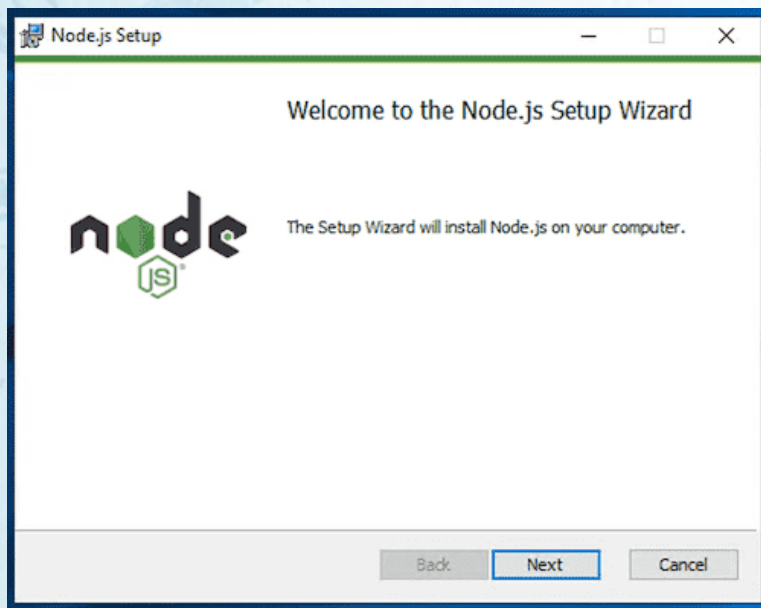 Node.js Setup
Welcome to the Node.js Setup Wizard
node
JS
The Setup Wizard will install Node.js on your computer.
Back
Next
Cancel